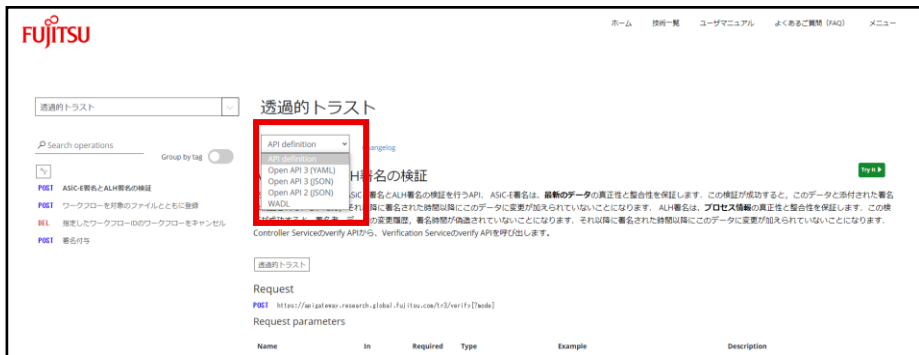 FUJITSU
ホーム 技術一覧 ユーザマニュアル よくあるご質問 (FAQ) メニュー
透過的トラスト
透過的トラスト
Search operations
Group by tag
POST ASiC-E署名とALH署名の検証
POST ワークフローを対象のファイルとともに登録
DEL 指定したワークフローIDのワークフローをキャンセル
POST 署名付与
API definition
Changelog
API definition
Open API 3 (YAML)
Open API 3 (JSON)
Open API 2 (JSON)
WADL
H署名の検証
Try it
ASiC-E署名とALH署名の検証を行うAPI. ASiC-E署名は、最新のデータの真正性と整合性を保証します．この検証が成功すると，このデータと添付された署名
それ以降に署名された時間以降にこのデータに変更が加えられていないことになります． ALH署名は，プロセス情報の真正性と整合性を保証します．この検
データの変更履歴，署名時間が偽造されていないことになります．それ以降に署名された時間以降にこのデータに変更が加えられていないことになります．
Controller Serviceのverify APIから、Verification Serviceのverify APIを呼び出します。
透過的トラスト
Request
POST https://apigateway.research.global.fujitsu.com/tr3/verify[?mode]
Request parameters
Name In Required Type Example Description